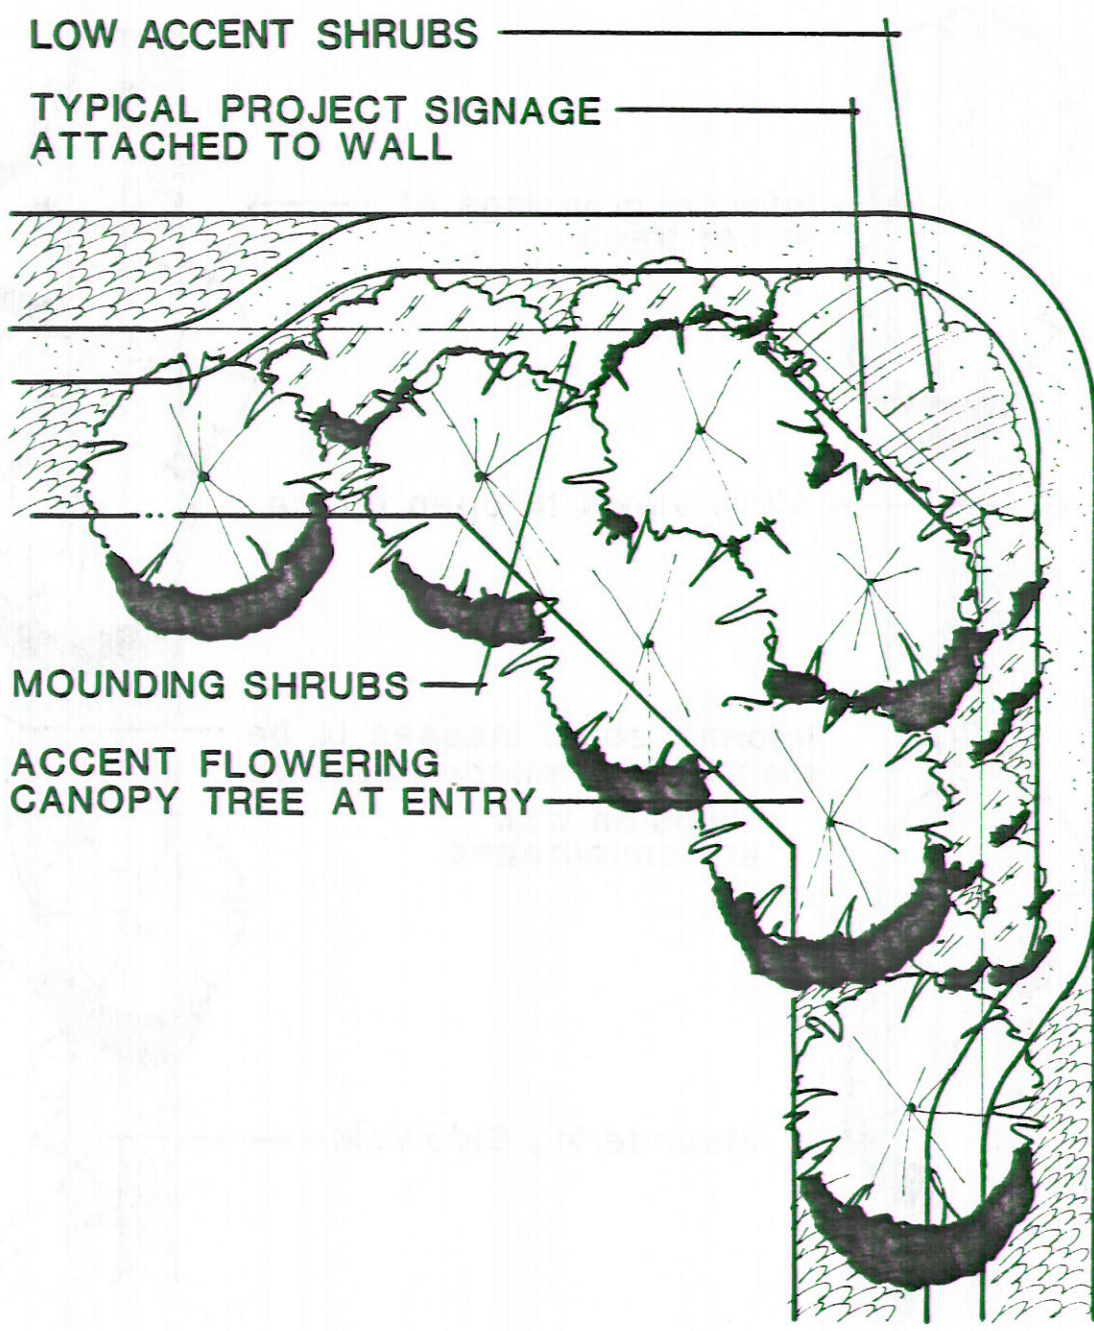 LOW ACCENT SHRUBS
TYPICAL PROJECT SIGNAGE
ATTACHED TO WALL
MOUNDING SHRUBS
ACCENT FLOWERING
CANOPY TREE AT ENTRY